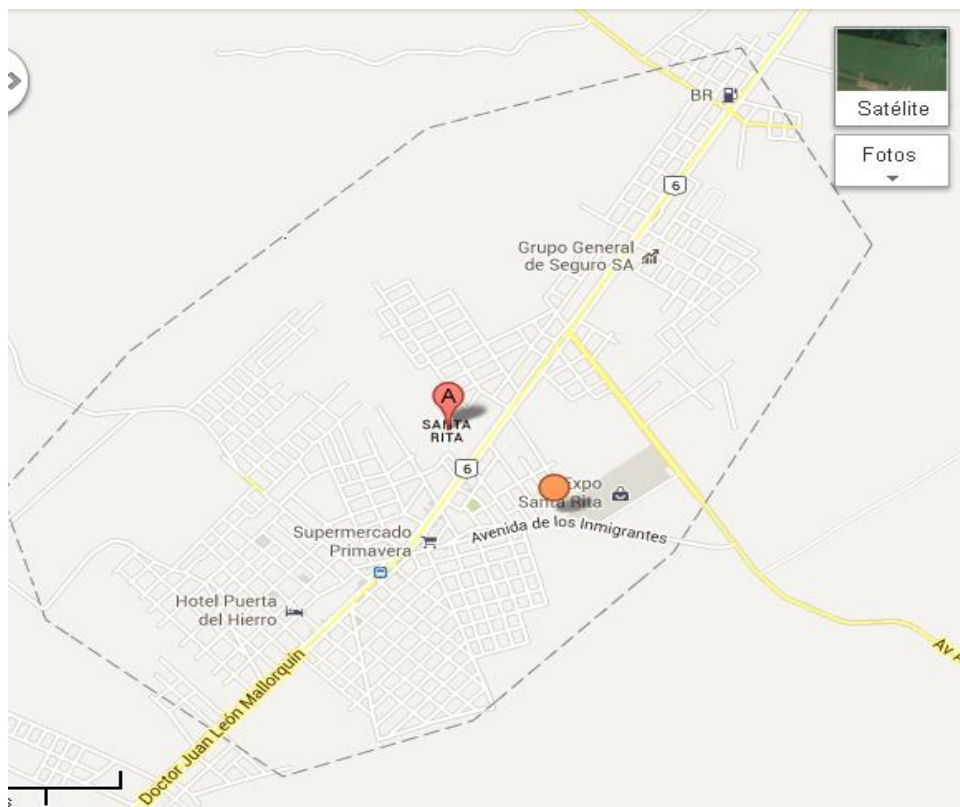 Satélite
Fotos
BR
6
Grupo General
de Seguro SA
A
SANTA
RITA
6
Expo
Santa Rita
Avenida de los Inmigrantes
Supermercado
Primavera
Hotel Puerta
del Hierro
Doctor Juan León Mallorquín
Av A
s